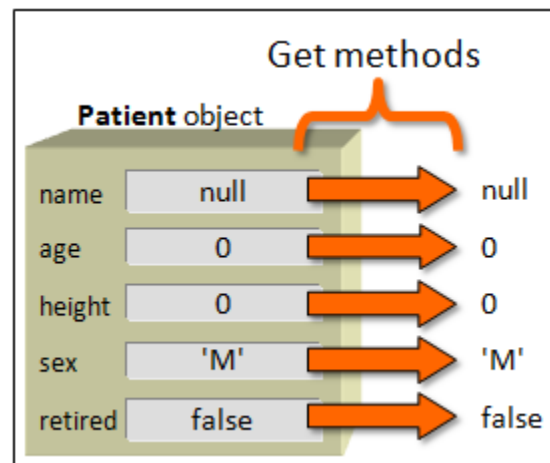 Get methods
Patient object
name null null
age 0 0
height 0 0
sex 'M' 'M'
retired false false